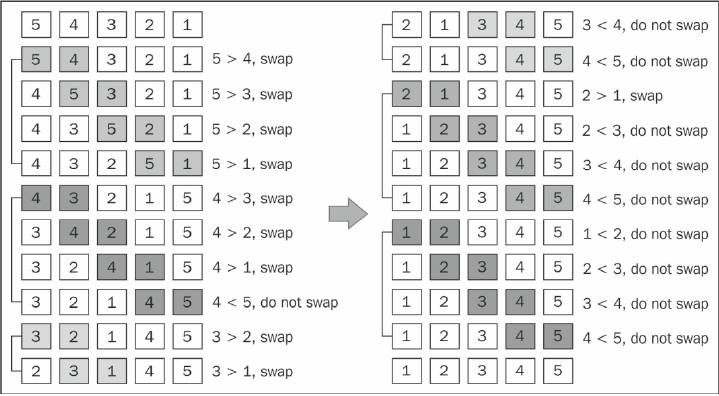 5 4 3 2 1
5 4 3 2 1 5 > 4, swap
4 5 3 2 1 5 > 3, swap
4 3 5 2 1 5 > 2, swap
4 3 2 5 1 5 > 1, swap
4 3 2 1 5 4 > 3, swap
3 4 2 1 5 4 > 2, swap
3 2 4 1 5 4 > 1, swap
3 2 1 4 5 4 < 5, do not swap
3 2 1 4 5 3 > 2, swap
2 3 1 4 5 3 > 1, swap
2 1 3 4 5 3 < 4, do not swap
2 1 3 4 5 4 < 5, do not swap
2 1 3 4 5 2 > 1, swap
1 2 3 4 5 2 < 3, do not swap
1 2 3 4 5 3 < 4, do not swap
1 2 3 4 5 4 < 5, do not swap
1 2 3 4 5 1 < 2, do not swap
1 2 3 4 5 2 < 3, do not swap
1 2 3 4 5 3 < 4, do not swap
1 2 3 4 5 4 < 5, do not swap
1 2 3 4 5